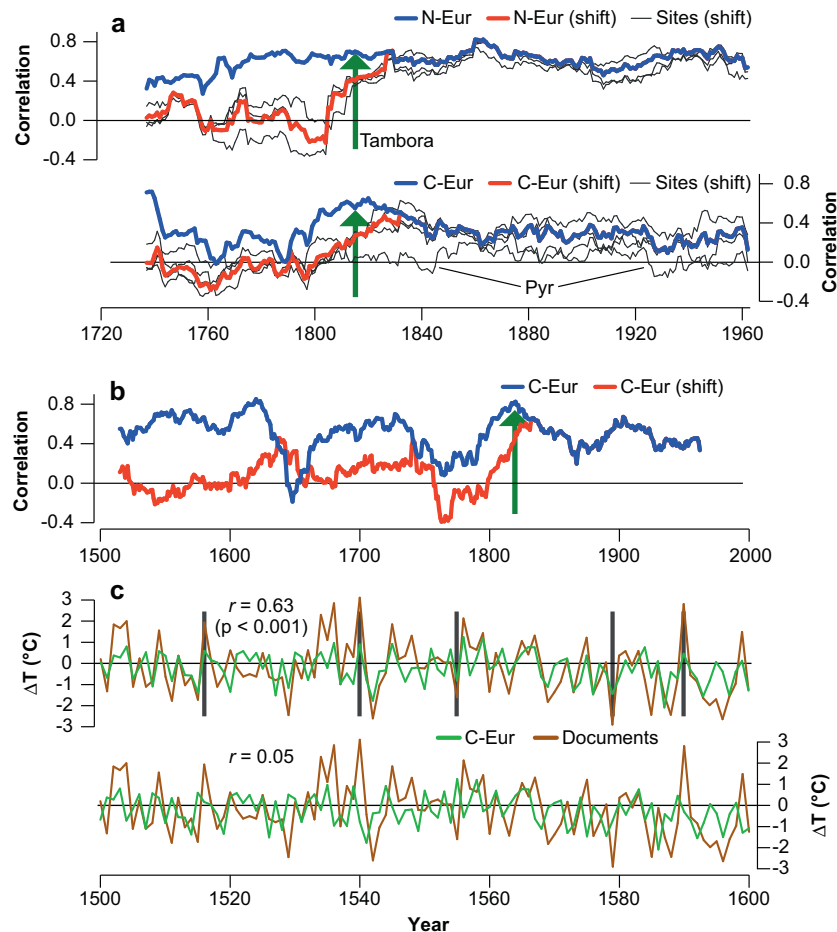 a
N-Eur
N-Eur (shift)
Sites (shift)
0.8
0.4
0.0
-0.4
Correlation
Tambora
C-Eur
C-Eur (shift)
Sites (shift)
0.8
0.4
0.0
-0.4
Correlation
Pyr
1720
1760
1800
1840
1880
1920
1960
b
C-Eur
C-Eur (shift)
0.8
0.4
0.0
-0.4
Correlation
1500
1600
1700
1800
1900
2000
c
3
2
1
0
-1
-2
-3
ΔT (°C)
r = 0.63
(p < 0.001)
C-Eur
Documents
r = 0.05
3
2
1
0
-1
-2
-3
ΔT (°C)
1500
1520
1540
1560
1580
1600
Year